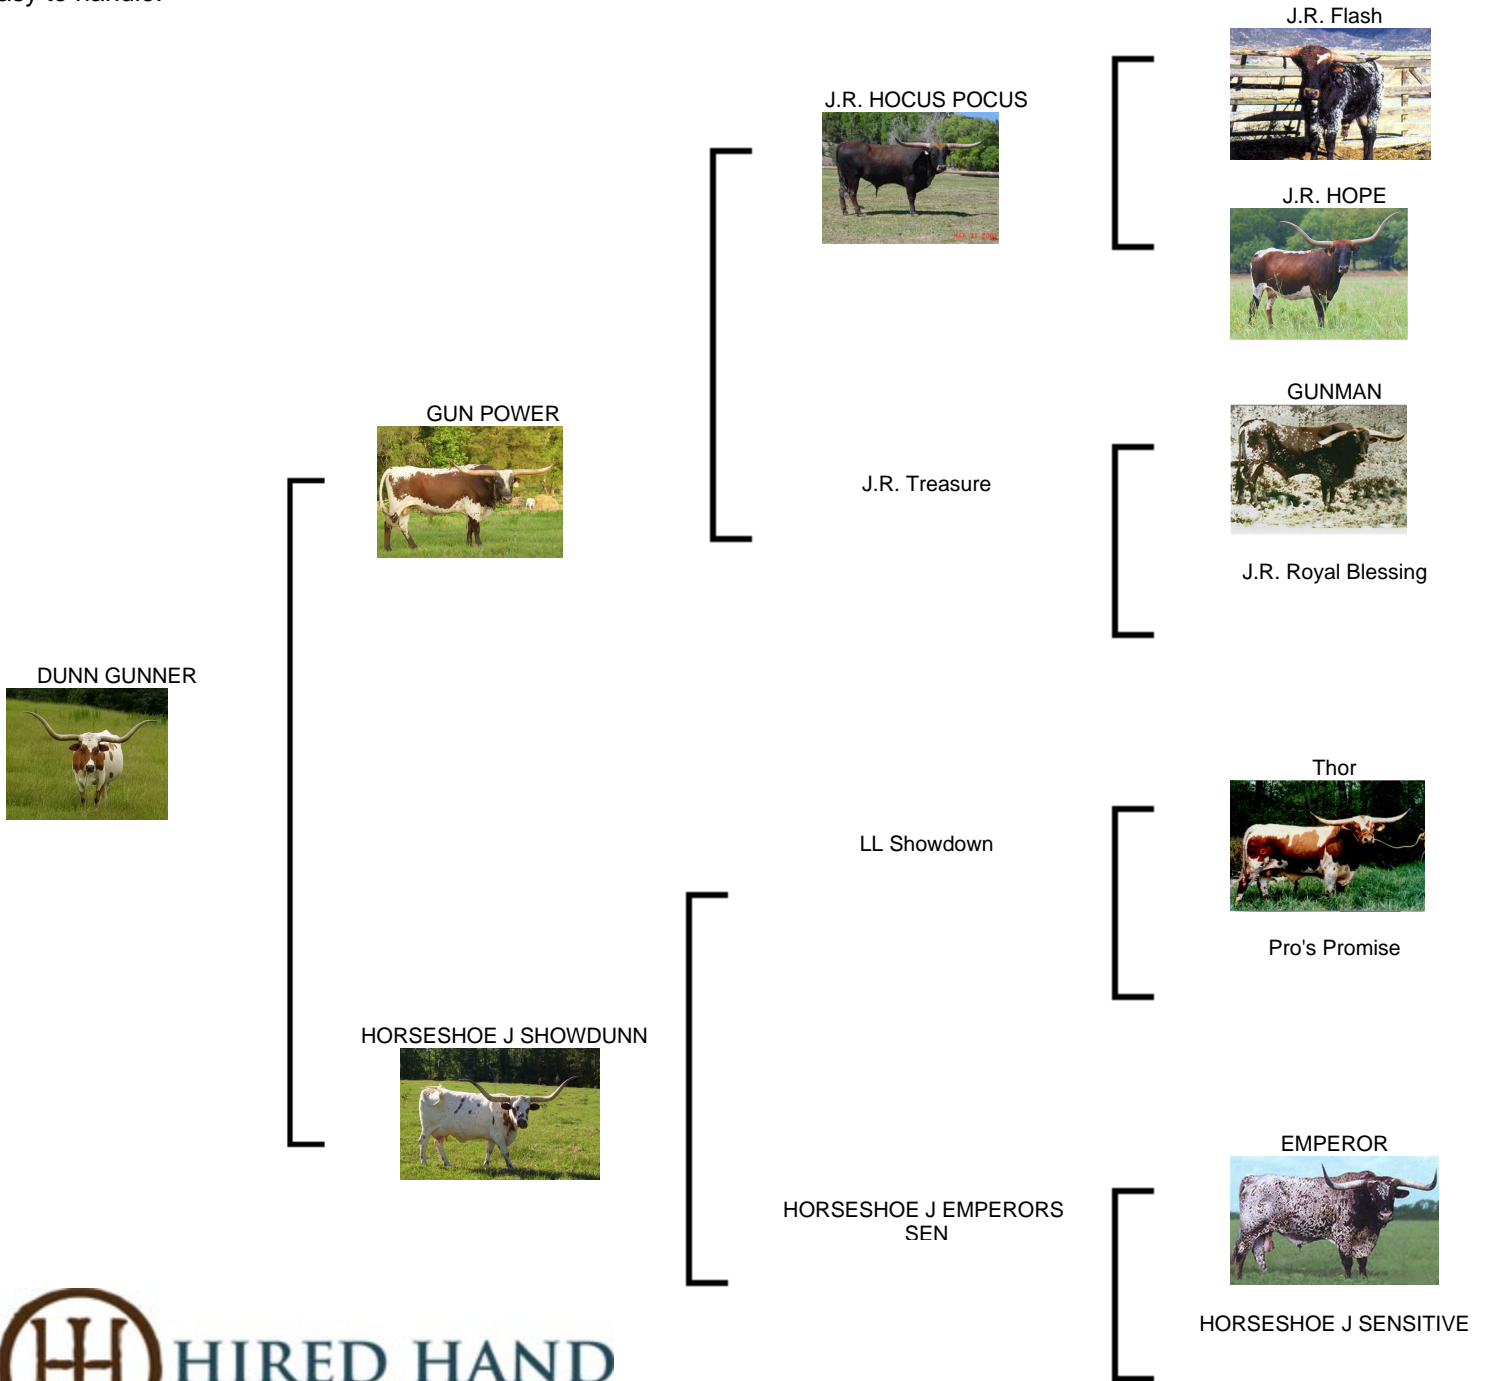 J.R. Flash
J.R. HOCUS POCUS
J.R. HOPE
GUNMAN
GUN POWER
J.R. Treasure
J.R. Royal Blessing
DUNN GUNNER
Thor
LL Showdown
Pro's Promise
HORSESHOE J SHOWDUNN
EMPEROR
HORSESHOE J EMPERORS
SEN
HORSESHOE J SENSITIVE
HIRED HAND